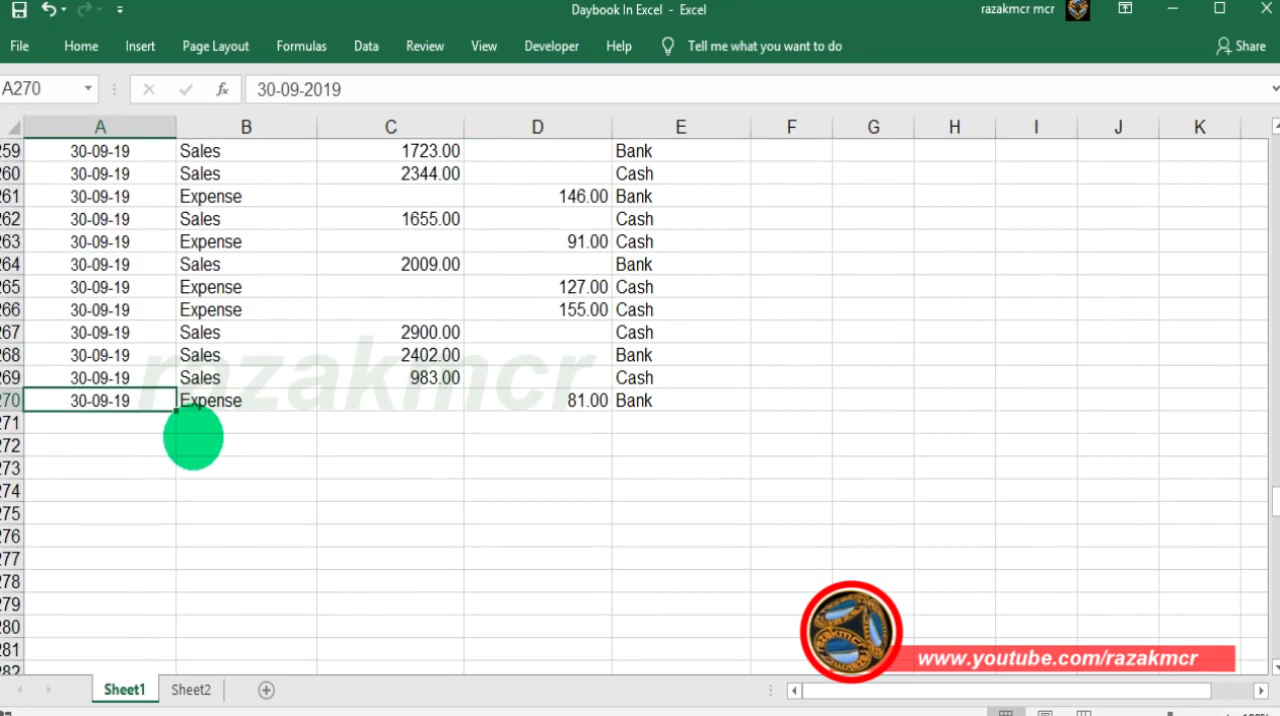 Daybook In Excel - Excel
razakmcr mcr
File Home Insert Page Layout Formulas Data Review View Developer Help Tell me what you want to do Share
A270 fx 30-09-2019
A B C D E F G H I J K
259 30-09-19 Sales 1723.00 Bank
260 30-09-19 Sales 2344.00 Cash
261 30-09-19 Expense 146.00 Bank
262 30-09-19 Sales 1655.00 Cash
263 30-09-19 Expense 91.00 Cash
264 30-09-19 Sales 2009.00 Bank
265 30-09-19 Expense 127.00 Cash
266 30-09-19 Expense 155.00 Cash
267 30-09-19 Sales 2900.00 Cash
268 30-09-19 Sales 2402.00 Bank
269 30-09-19 Sales 983.00 Cash
270 30-09-19 Expense 81.00 Bank
razakmcr
271
272
273
274
275
276
277
278
279
280
281
282
razakmcr
www.youtube.com/razakmcr
Sheet1 Sheet2